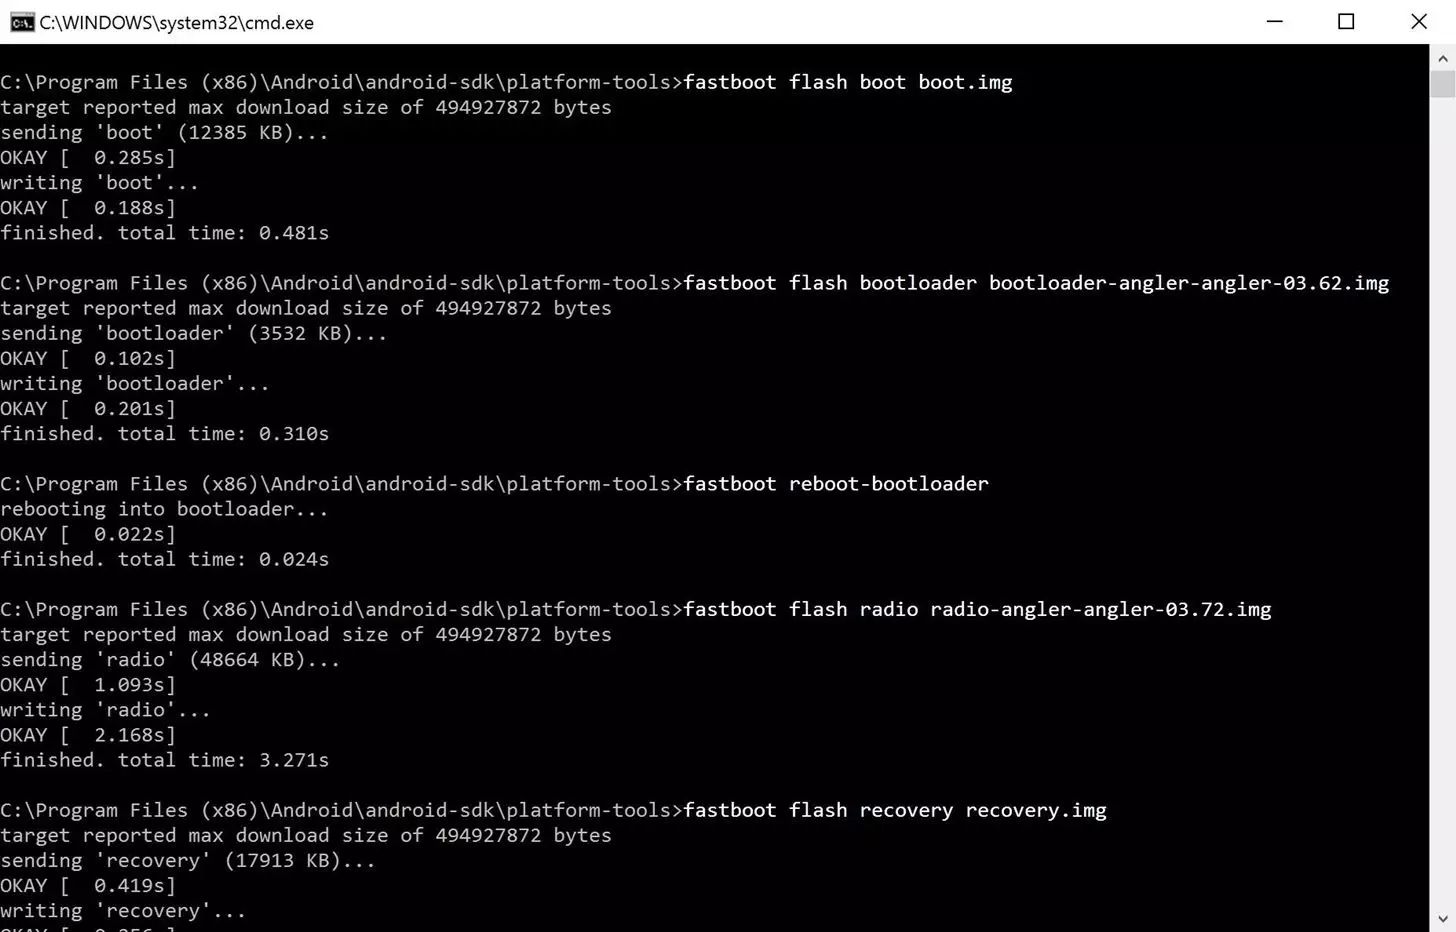 C:\WINDOWS\system32\cmd.exe
C:\Program Files (x86)\Android\android-sdk\platform-tools>fastboot flash boot boot.img
target reported max download size of 494927872 bytes
sending 'boot' (12385 KB)...
OKAY [  0.285s]
writing 'boot'...
OKAY [  0.188s]
finished. total time: 0.481s
C:\Program Files (x86)\Android\android-sdk\platform-tools>fastboot flash bootloader bootloader-angler-angler-03.62.img
target reported max download size of 494927872 bytes
sending 'bootloader' (3532 KB)...
OKAY [  0.102s]
writing 'bootloader'...
OKAY [  0.201s]
finished. total time: 0.310s
C:\Program Files (x86)\Android\android-sdk\platform-tools>fastboot reboot-bootloader
rebooting into bootloader...
OKAY [  0.022s]
finished. total time: 0.024s
C:\Program Files (x86)\Android\android-sdk\platform-tools>fastboot flash radio radio-angler-angler-03.72.img
target reported max download size of 494927872 bytes
sending 'radio' (48664 KB)...
OKAY [  1.093s]
writing 'radio'...
OKAY [  2.168s]
finished. total time: 3.271s
C:\Program Files (x86)\Android\android-sdk\platform-tools>fastboot flash recovery recovery.img
target reported max download size of 494927872 bytes
sending 'recovery' (17913 KB)...
OKAY [  0.419s]
writing 'recovery'...